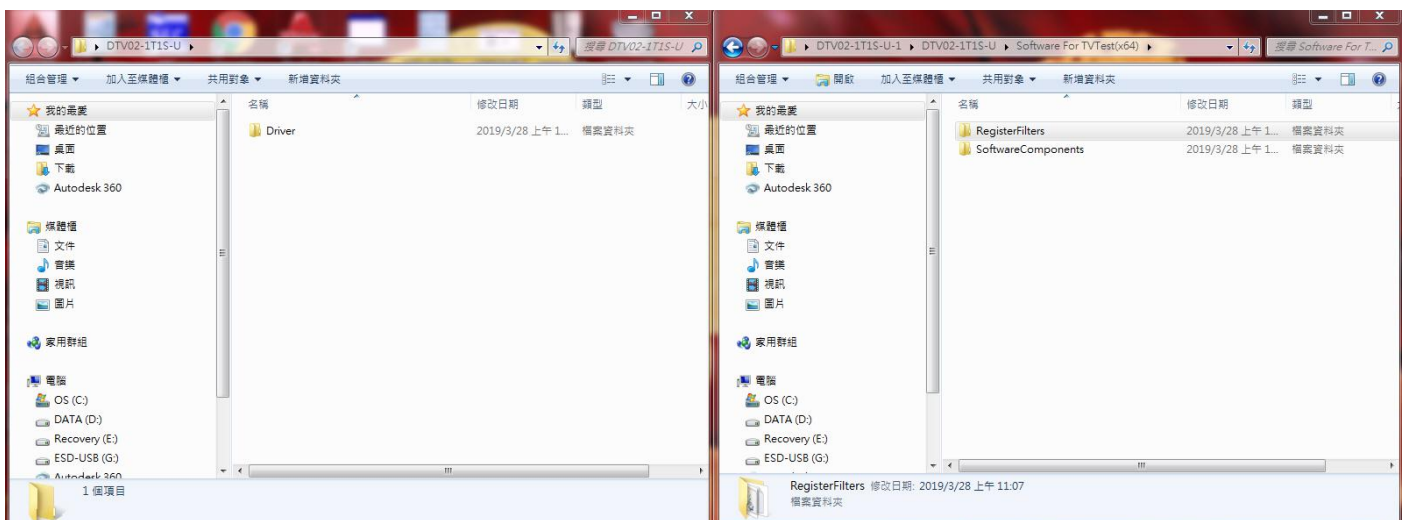 DTV02-1T1S-U
搜尋 DTV02-1T1S-U
組合管理 加入至媒體櫃 共用對象 新增資料夾
我的最愛
最近的位置
桌面
下載
Autodesk 360
媒體櫃
文件
音樂
視訊
圖片
家用群組
電腦
OS (C:)
DATA (D:)
Recovery (E:)
ESD-USB (G:)
Autodesk 360
名稱 修改日期 類型 大小
Driver 2019/3/28 上午 1... 檔案資料夾
1 個項目
DTV02-1T1S-U-1 DTV02-1T1S-U Software For TVTest(x64)
搜尋 Software For T...
組合管理 開啟 加入至媒體櫃 共用對象 新增資料夾
我的最愛
最近的位置
桌面
下載
Autodesk 360
媒體櫃
文件
音樂
視訊
圖片
家用群組
電腦
OS (C:)
DATA (D:)
Recovery (E:)
ESD-USB (G:)
名稱 修改日期 類型
RegisterFilters 2019/3/28 上午 1... 檔案資料夾
SoftwareComponents 2019/3/28 上午 1... 檔案資料夾
RegisterFilters 修改日期: 2019/3/28 上午 11:07
檔案資料夾